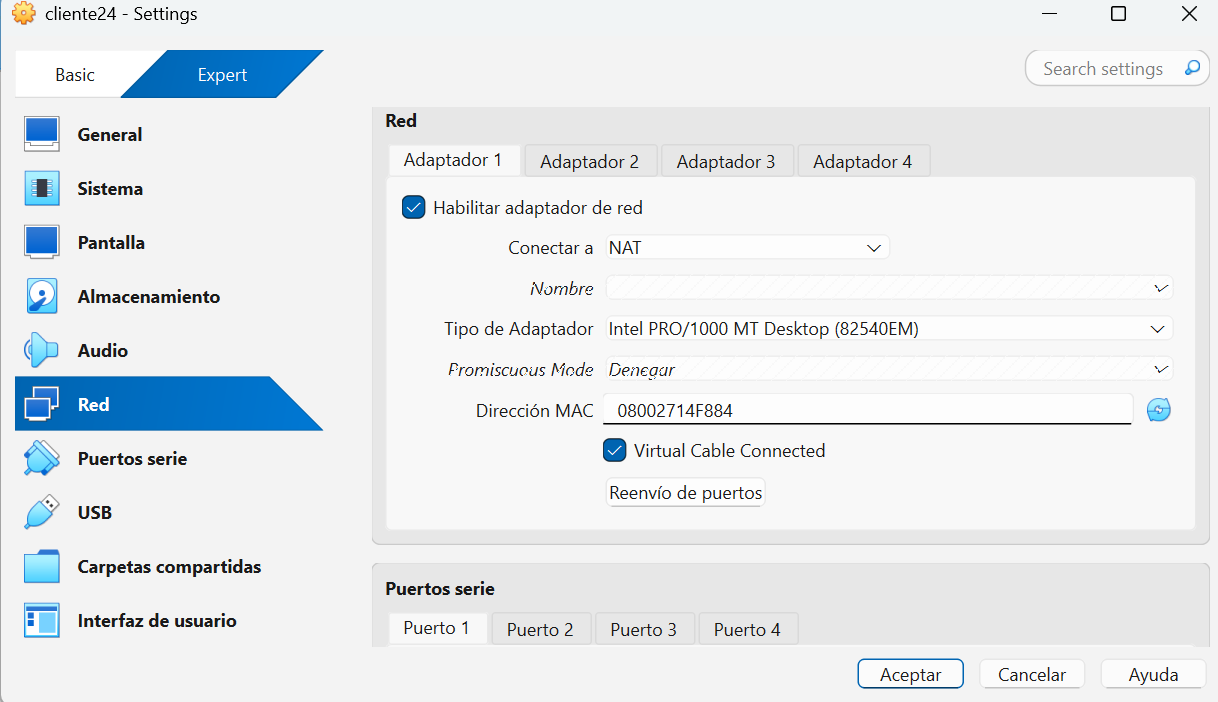 cliente24 - Settings
Basic
Expert
Search settings
General
Sistema
Pantalla
Almacenamiento
Audio
Red
Puertos serie
USB
Carpetas compartidas
Interfaz de usuario
Red
Adaptador 1
Adaptador 2
Adaptador 3
Adaptador 4
Habilitar adaptador de red
Conectar a NAT
Nombre
Tipo de Adaptador Intel PRO/1000 MT Desktop (82540EM)
Promiscuous Mode Denegar
Dirección MAC 08002714F884
Virtual Cable Connected
Reenvío de puertos
Puertos serie
Puerto 1
Puerto 2
Puerto 3
Puerto 4
Aceptar
Cancelar
Ayuda